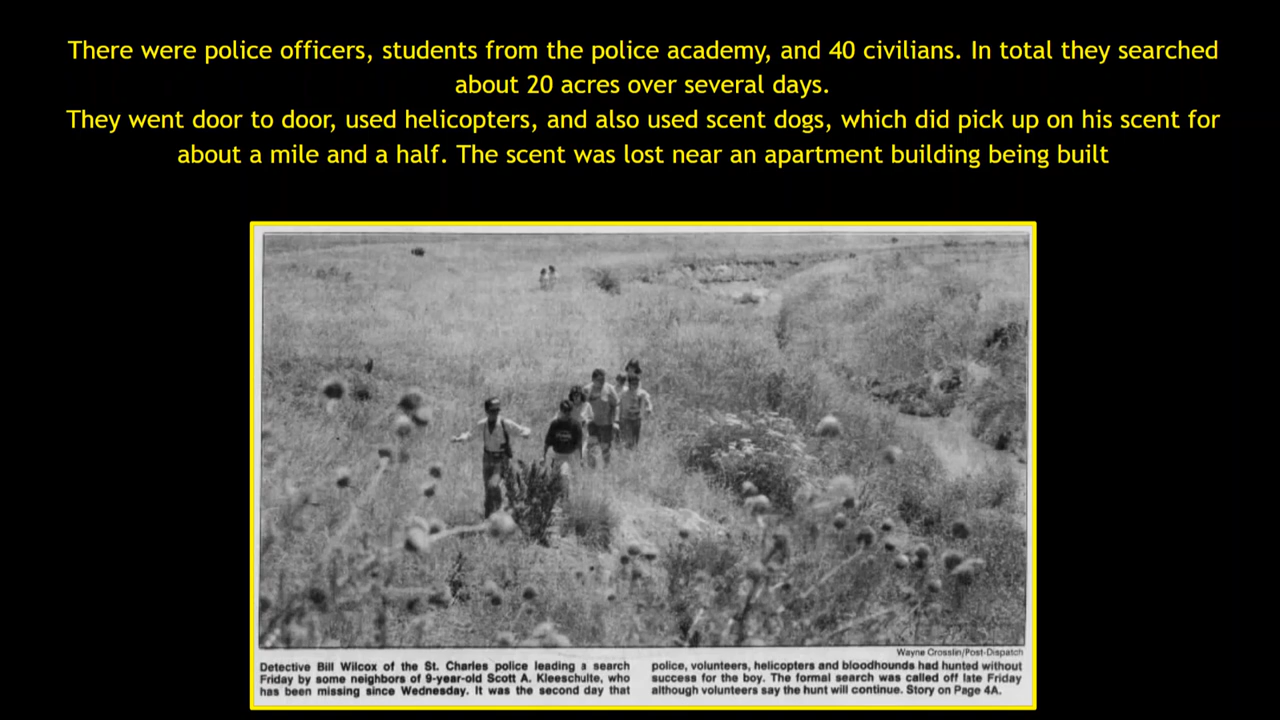 There were police officers, students from the police academy, and 40 civilians. In total they searched
about 20 acres over several days.
They went door to door, used helicopters, and also used scent dogs, which did pick up on his scent for
about a mile and a half. The scent was lost near an apartment building being built
Wayne Crosslin/Post-Dispatch
Detective Bill Wilcox of the St. Charles police leading a search
Friday by some neighbors of 9-year-old Scott A. Kleeschulte, who
has been missing since Wednesday. It was the second day that
police, volunteers, helicopters and bloodhounds had hunted without
success for the boy. The formal search was called off late Friday
although volunteers say the hunt will continue. Story on Page 4A.